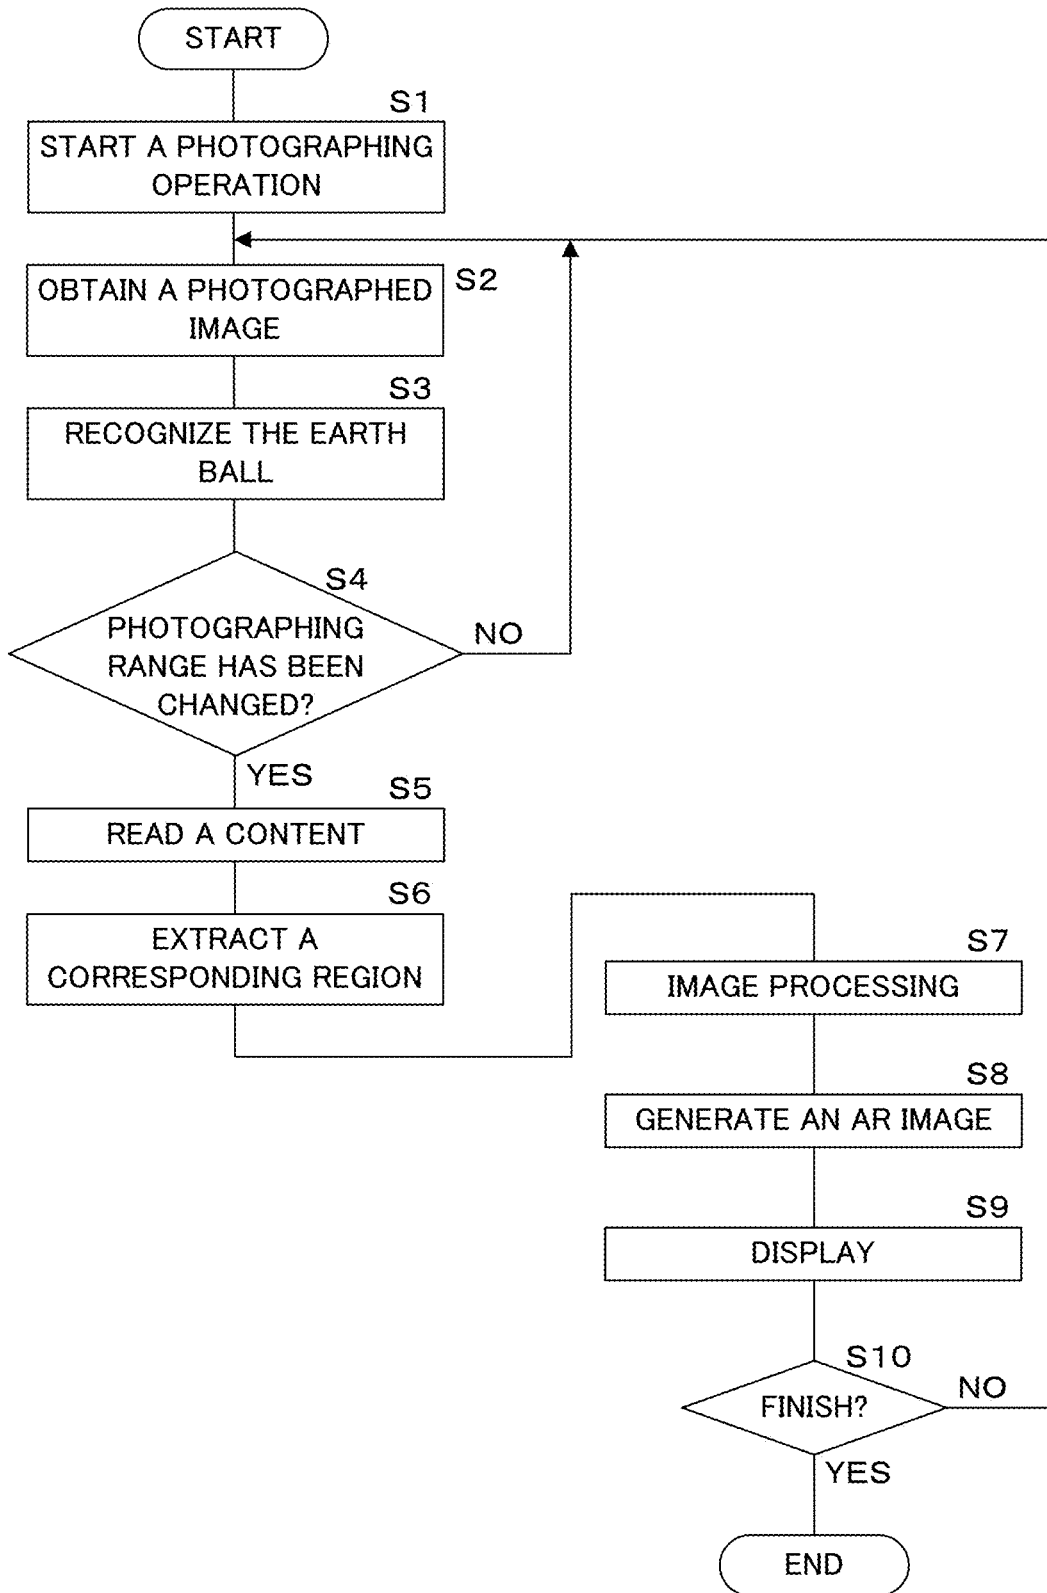 START
S1
START A PHOTOGRAPHING
OPERATION
OBTAIN A PHOTOGRAPHED
IMAGE
S2
S3
RECOGNIZE THE EARTH
BALL
S4
PHOTOGRAPHING
RANGE HAS BEEN
CHANGED?
NO
YES
S5
READ A CONTENT
S6
EXTRACT A
CORRESPONDING REGION
S7
IMAGE PROCESSING
S8
GENERATE AN AR IMAGE
S9
DISPLAY
S10
FINISH?
NO
YES
END